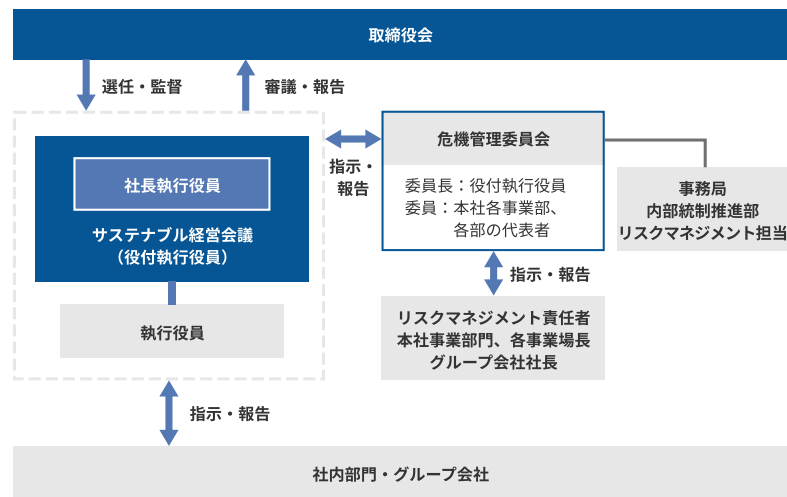 取締役会
選任・監督
審議・報告
社長執行役員
サステナブル経営会議
（役付執行役員）
執行役員
指示・
報告
危機管理委員会
委員長：役付執行役員
委員：本社各事業部、
各部の代表者
事務局
内部統制推進部
リスクマネジメント担当
指示・報告
リスクマネジメント責任者
本社事業部門、各事業場長
グループ会社社長
指示・報告
社内部門・グループ会社